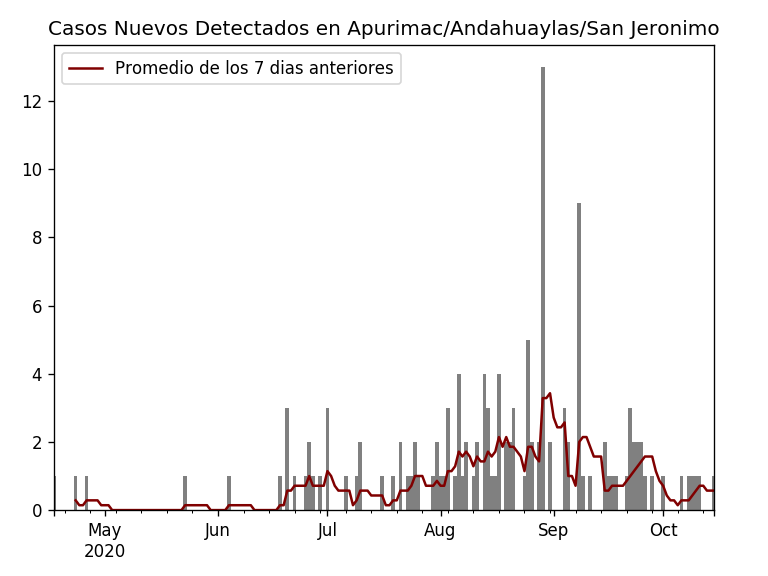 Casos Nuevos Detectados en Apurimac/Andahuaylas/San Jeronimo
Promedio de los 7 dias anteriores
12
10
8
6
4
2
0
May Jun Jul Aug Sep Oct
2020